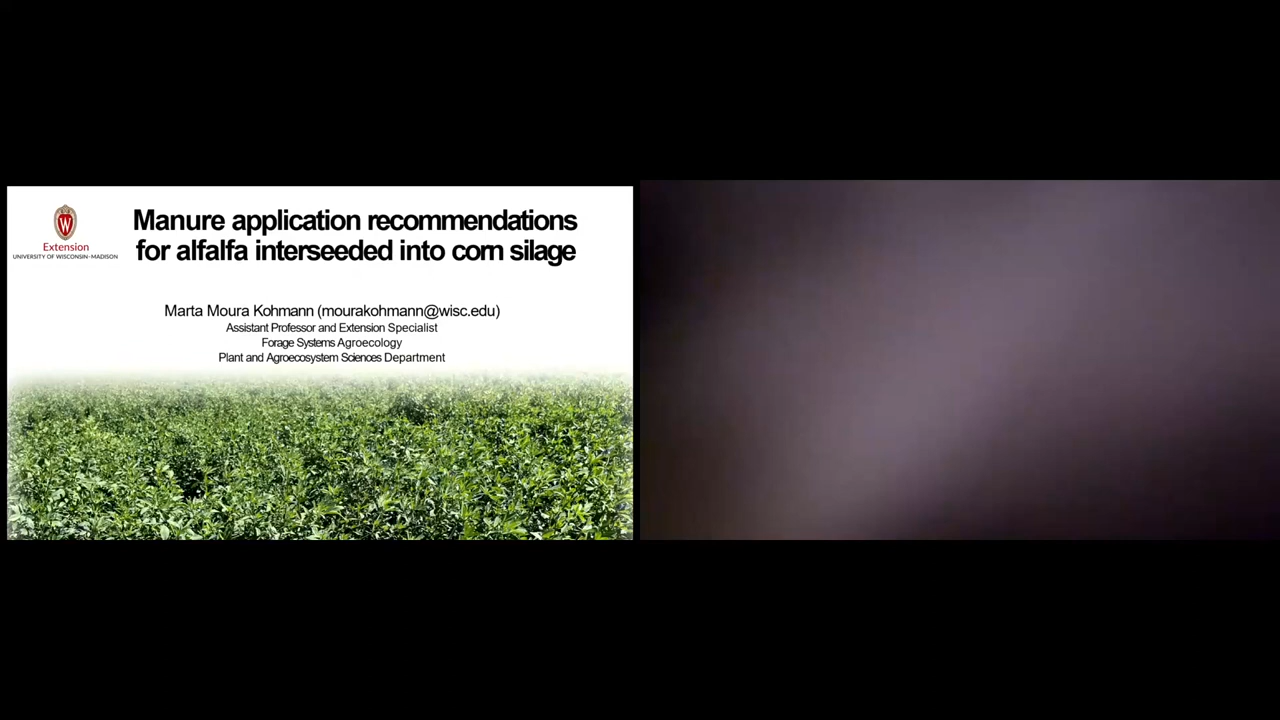 W
Extension
UNIVERSITY OF WISCONSIN-MADISON
Manure application recommendations
for alfalfa interseeded into corn silage
Marta Moura Kohmann (mourakohmann@wisc.edu)
Assistant Professor and Extension Specialist
Forage Systems Agroecology
Plant and Agroecosystem Sciences Department